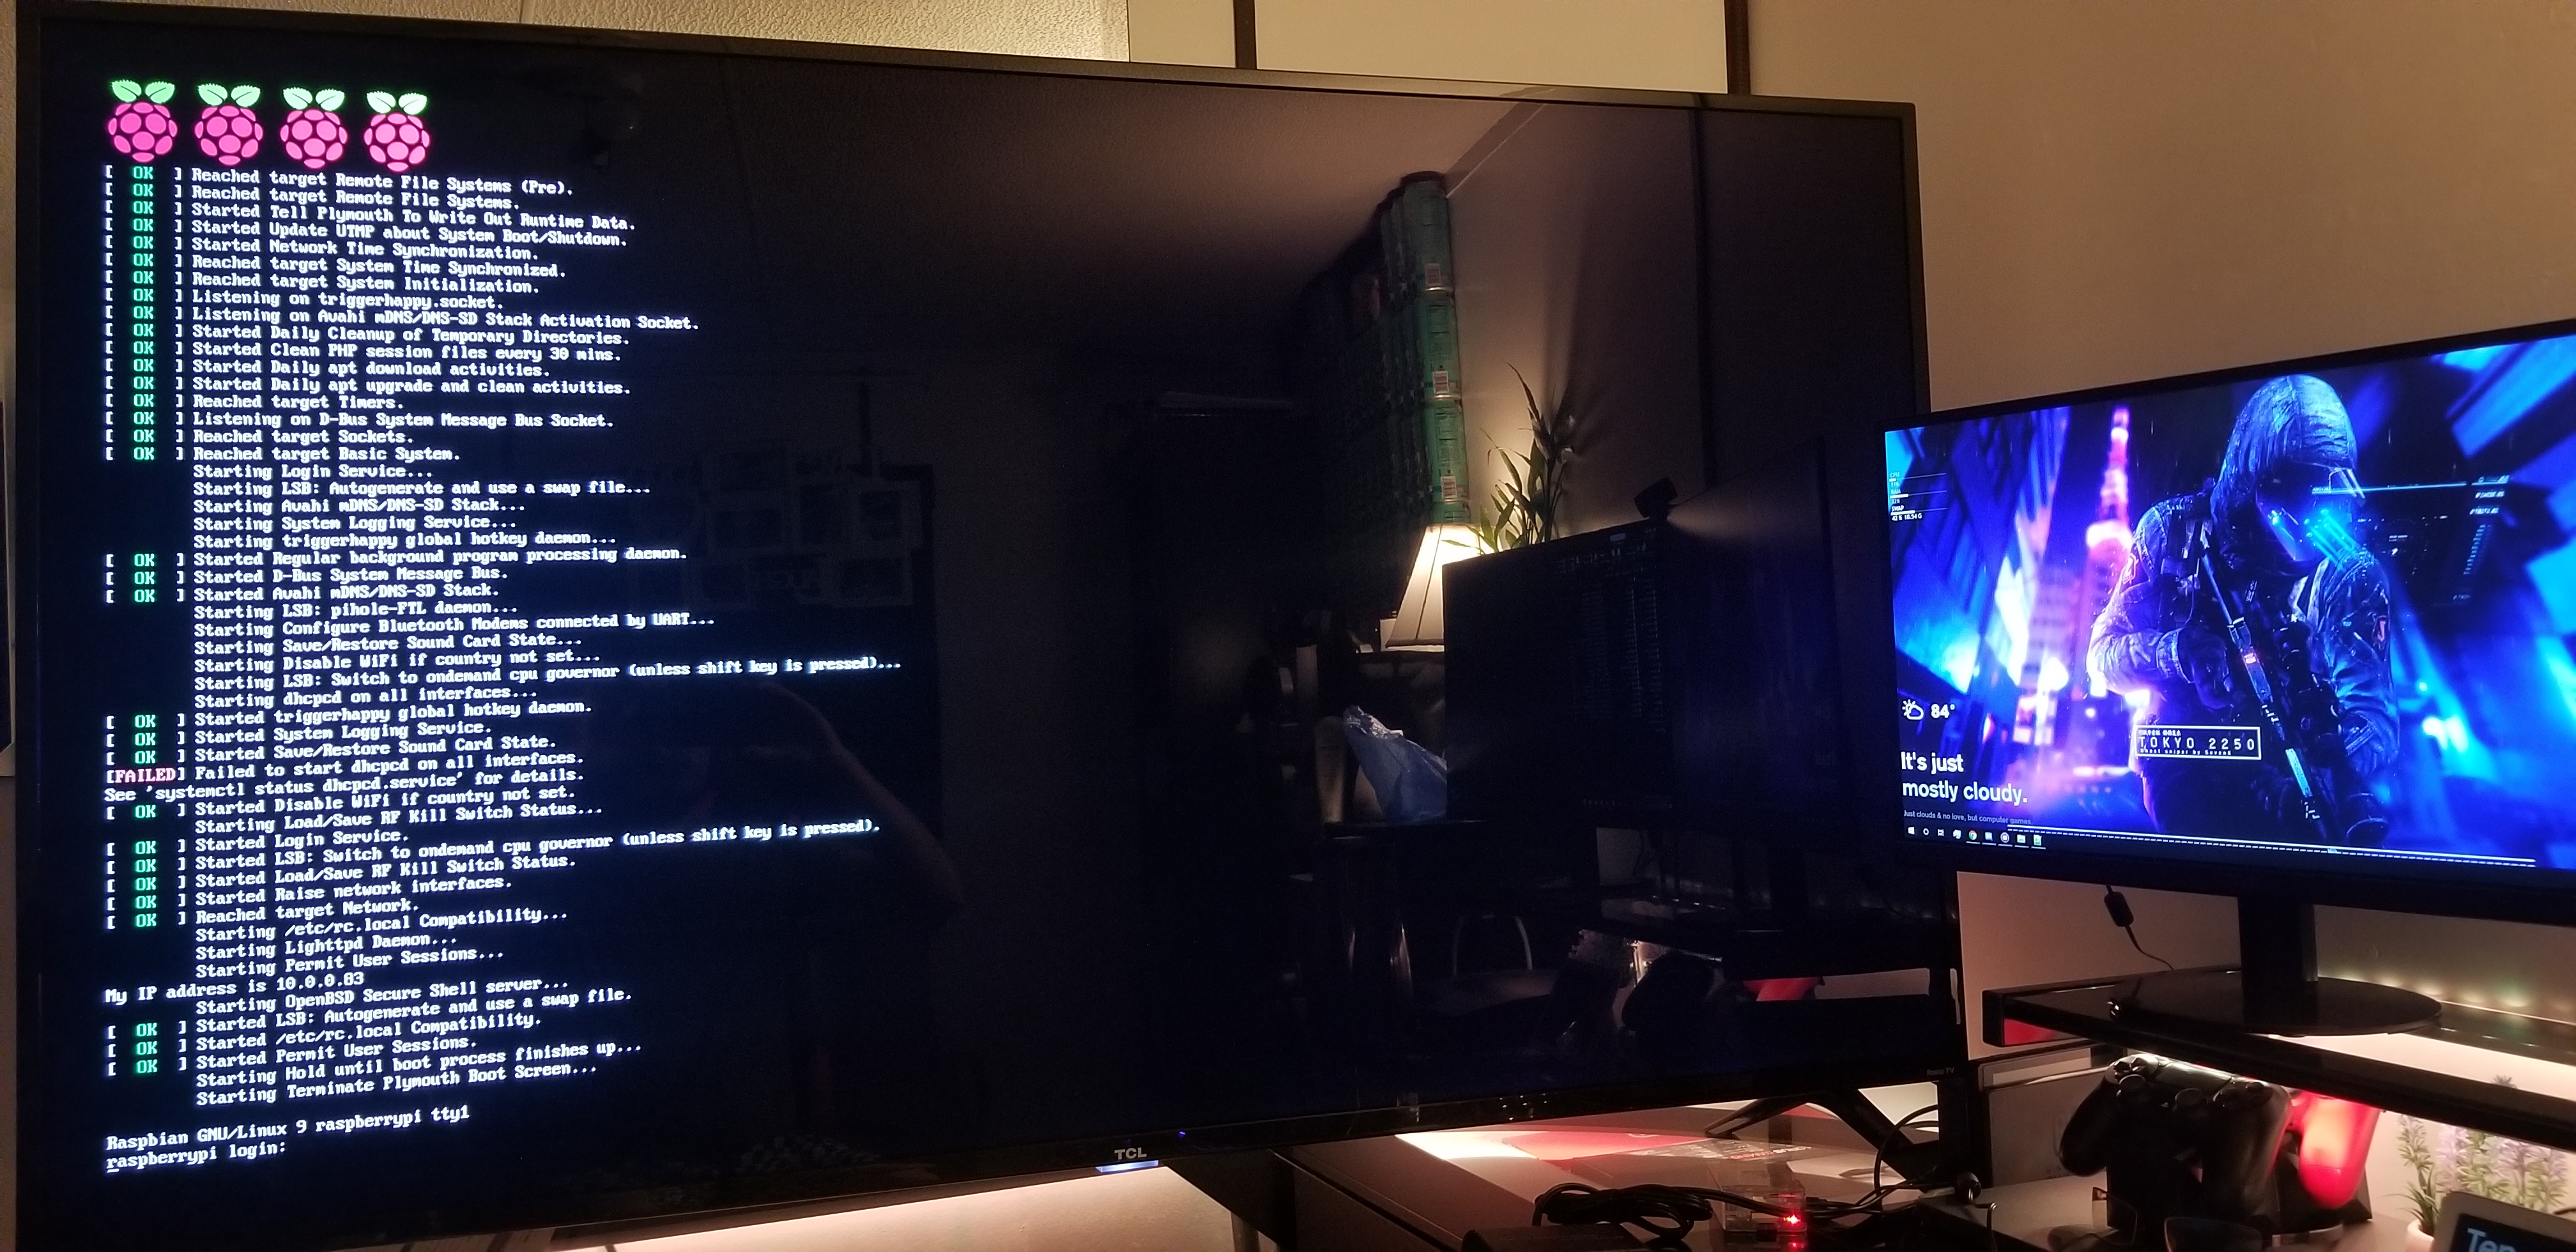 [  OK  ] Reached target Remote File Systems (Pre).
[  OK  ] Reached target Remote File Systems.
[  OK  ] Started Tell Plymouth To Write Out Runtime Data.
[  OK  ] Started Update UTMP about System Boot/Shutdown.
[  OK  ] Started Network Time Synchronization.
[  OK  ] Reached target System Time Synchronized.
[  OK  ] Reached target System Initialization.
[  OK  ] Listening on triggerhappy.socket.
[  OK  ] Listening on Avahi mDNS/DNS-SD Stack Activation Socket.
[  OK  ] Started Daily Cleanup of Temporary Directories.
[  OK  ] Started Clean PHP session files every 30 mins.
[  OK  ] Started Daily apt download activities.
[  OK  ] Started Daily apt upgrade and clean activities.
[  OK  ] Reached target Timers.
[  OK  ] Listening on D-Bus System Message Bus Socket.
[  OK  ] Reached target Sockets.
[  OK  ] Reached target Basic System.
Starting Login Service...
Starting LSB: Autogenerate and use a swap file...
Starting Avahi mDNS/DNS-SD Stack...
Starting System Logging Service...
Starting triggerhappy global hotkey daemon...
[  OK  ] Started Regular background program processing daemon.
[  OK  ] Started D-Bus System Message Bus.
[  OK  ] Started Avahi mDNS/DNS-SD Stack.
Starting LSB: pihole-FTL daemon...
Starting Configure Bluetooth Modems connected by UART...
Starting Save/Restore Sound Card State...
Starting Disable WiFi if country not set...
Starting LSB: Switch to ondemand cpu governor (unless shift key is pressed)...
Starting dhcpcd on all interfaces...
[  OK  ] Started triggerhappy global hotkey daemon.
[  OK  ] Started System Logging Service.
[  OK  ] Started Save/Restore Sound Card State.
[FAILED] Failed to start dhcpcd on all interfaces.
See 'systemctl status dhcpcd.service' for details.
[  OK  ] Started Disable WiFi if country not set.
Starting Load/Save RF Kill Switch Status...
[  OK  ] Started Login Service.
[  OK  ] Started LSB: Switch to ondemand cpu governor (unless shift key is pressed).
[  OK  ] Started Load/Save RF Kill Switch Status.
[  OK  ] Started Raise network interfaces.
[  OK  ] Reached target Network.
Starting /etc/rc.local Compatibility...
Starting Lighttpd Daemon...
Starting Permit User Sessions...
My IP address is 10.0.0.83
Starting OpenBSD Secure Shell server...
[  OK  ] Started LSB: Autogenerate and use a swap file.
[  OK  ] Started /etc/rc.local Compatibility.
[  OK  ] Started Permit User Sessions.
Starting Hold until boot process finishes up...
Starting Terminate Plymouth Boot Screen...
Raspbian GNU/Linux 9 raspberrypi tty1
raspberrypi login:
TCL
Roku TV
CPU
RAM
SWAP
84°
It's just
mostly cloudy.
Just clouds & no love, but computer games
TOKYO 2250